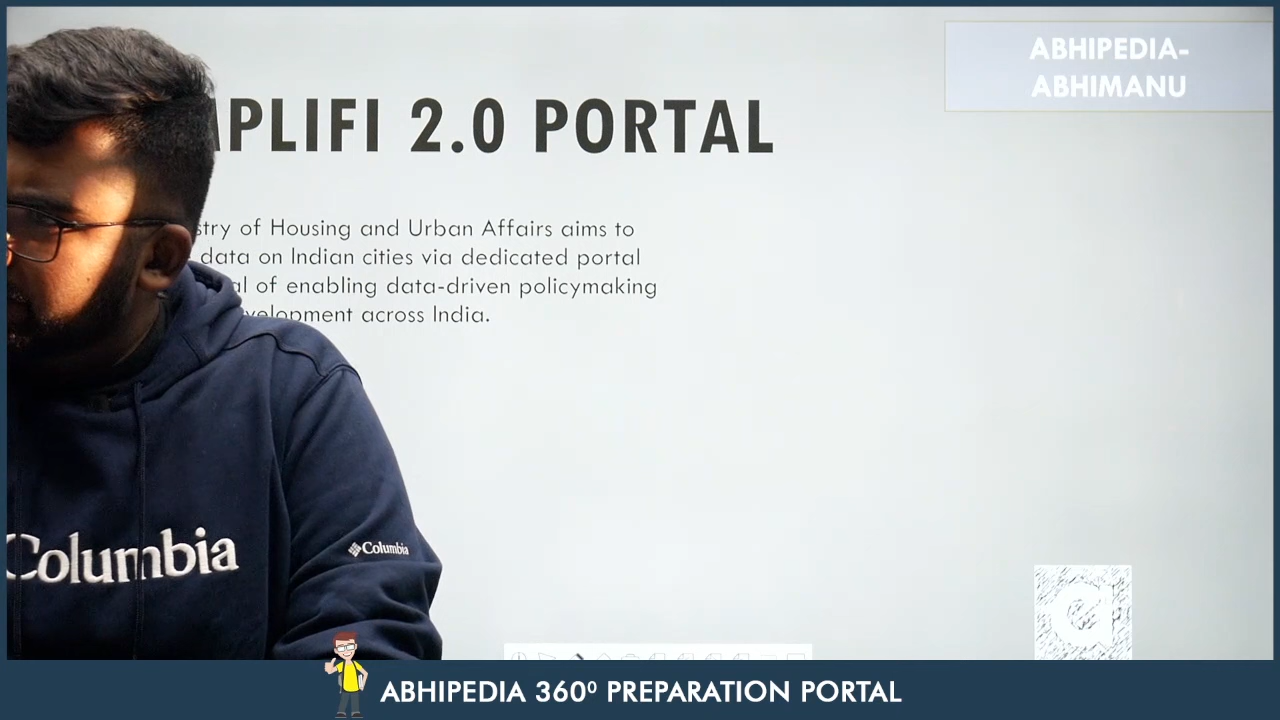 ABHIPEDIA-
ABHIMANU
PLIFI 2.0 PORTAL
stry of Housing and Urban Affairs aims to
data on Indian cities via dedicated portal
al of enabling data-driven policymaking
velopment across India.
Columbia
Columbia
ABHIPEDIA 360⁰ PREPARATION PORTAL